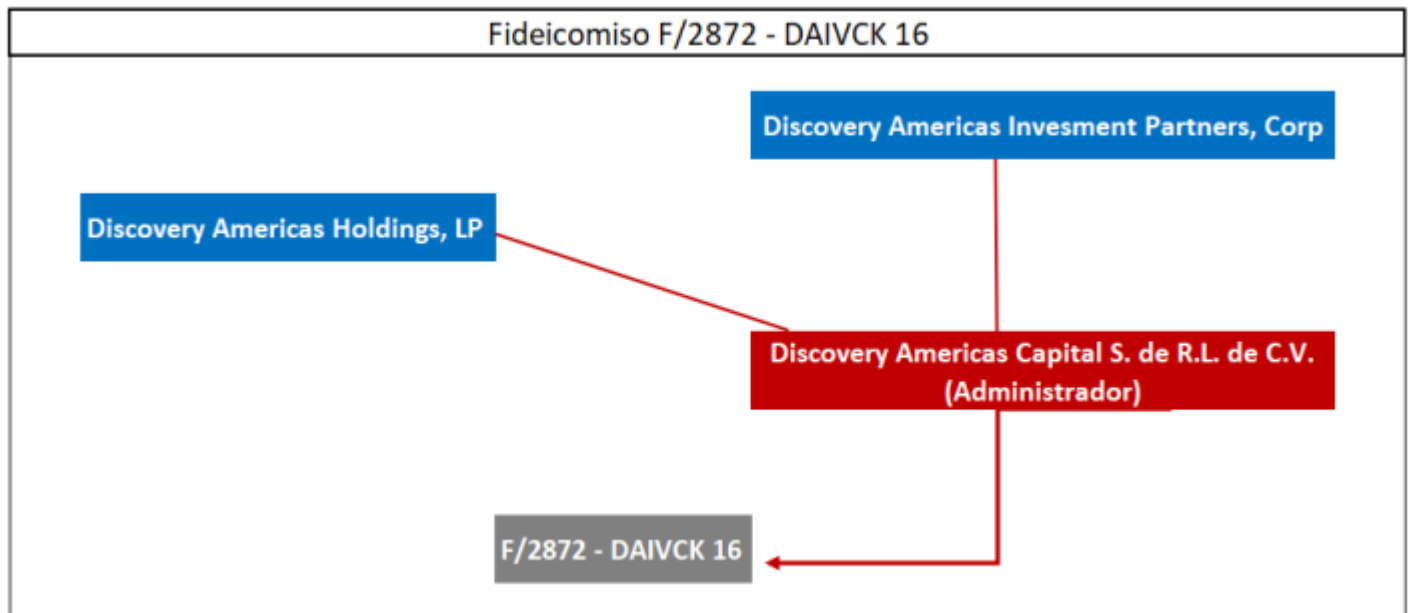 Fideicomiso F/2872 - DAIVCK 16
Discovery Americas Invesment Partners, Corp
Discovery Americas Holdings, LP
Discovery Americas Capital S. de R.L. de C.V.
(Administrador)
F/2872 - DAIVCK 16